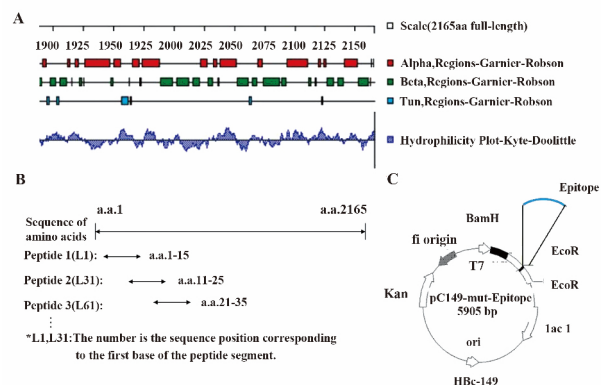 A
Scale(2165aa full-length)
1900 1925 1950 1975 2000 2025 2050 2075 2100 2125 2150
Alpha,Regions-Garnier-Robson
Beta,Regions-Garnier-Robson
Tun,Regions-Garnier-Robson
Hydrophilicity Plot-Kyte-Doolittle
B
a.a.1 a.a.2165
Sequence of
amino acids
Peptide 1(L1): a.a.1-15
Peptide 2(L31): a.a.11-25
Peptide 3(L61): a.a.21-35
*L1,L31:The number is the sequence position corresponding
to the first base of the peptide segment.
C
Epitope
BamH
EcoR
fi origin
T7
EcoR
Kan
pC149-mut-Epitope
5905 bp
1ac 1
ori
HBc-149